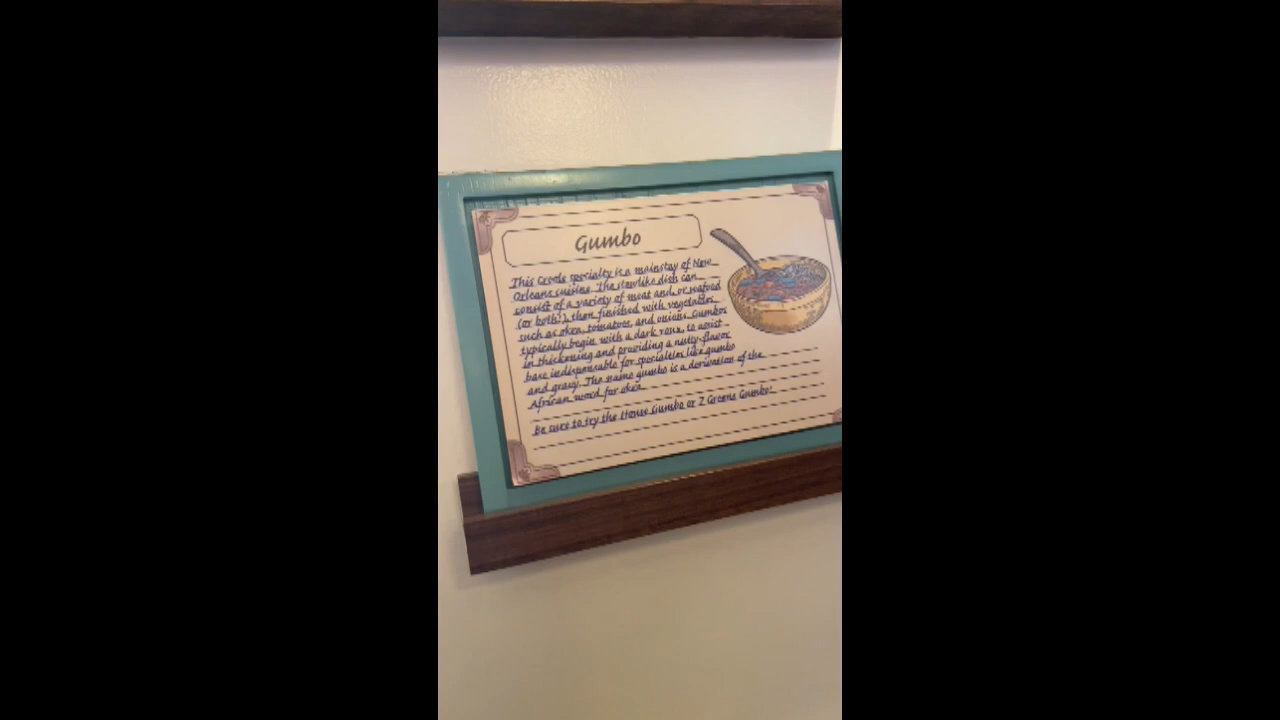 Gumbo
This Creole specialty is a mainstay of New
Orleans cuisine. The stewlike dish can
consist of a variety of meat and, or seafood
(or both!), then finished with vegetables
such as okra, tomatoes, and onions. Gumbos
typically begin with a dark roux, to assist
in thickening and providing a nutty-flavor
base indispensable for specialties like gumbo
and gravy. The name gumbo is a derivation of the
African word for okra.
Be sure to try the House Gumbo or Z Greens Gumbo!